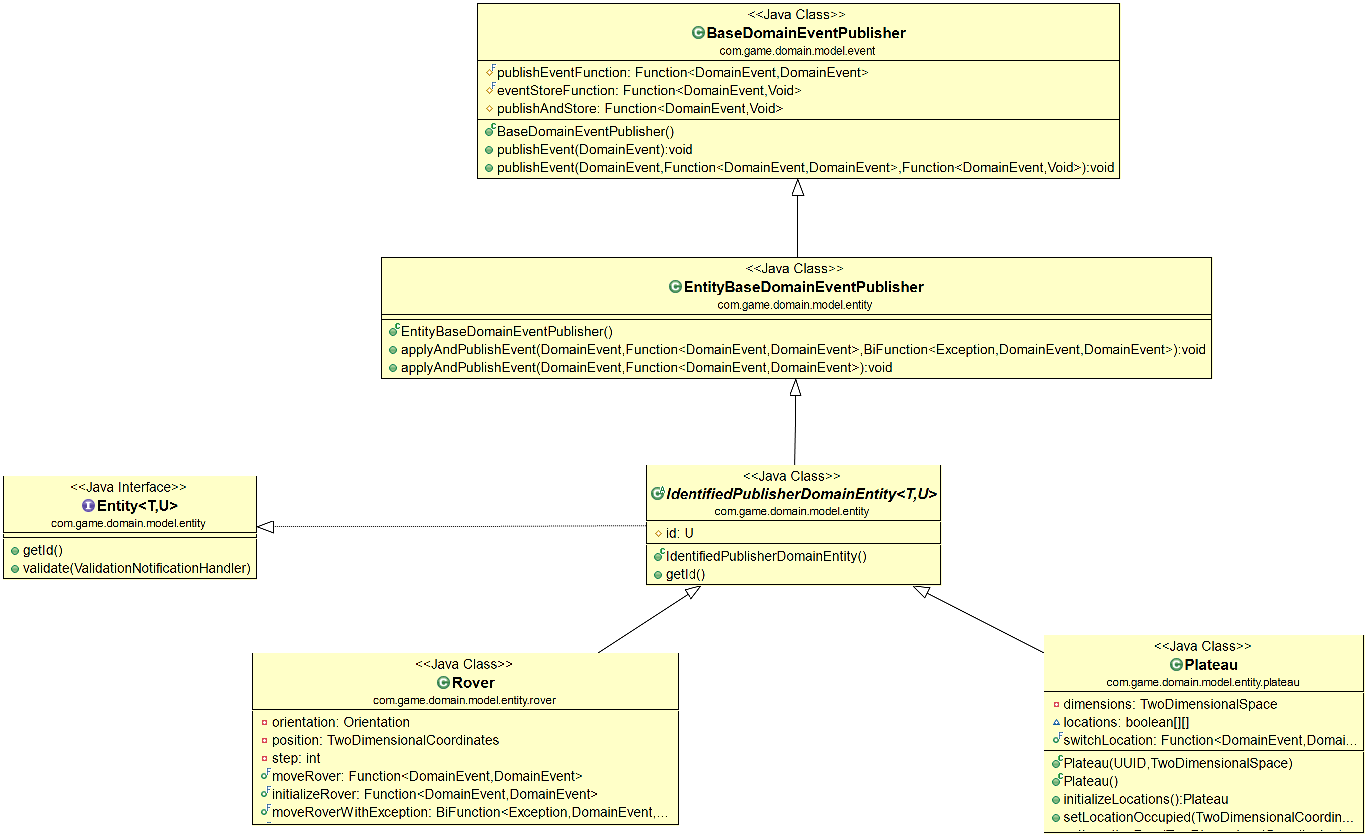 <<Java Class>>
BaseDomainEventPublisher
com.game.domain.model.event
publishEventFunction: Function<DomainEvent,DomainEvent>
eventStoreFunction: Function<DomainEvent,Void>
publishAndStore: Function<DomainEvent,Void>
BaseDomainEventPublisher()
publishEvent(DomainEvent):void
publishEvent(DomainEvent,Function<DomainEvent,DomainEvent>,Function<DomainEvent,Void>):void
<<Java Class>>
EntityBaseDomainEventPublisher
com.game.domain.model.entity
EntityBaseDomainEventPublisher()
applyAndPublishEvent(DomainEvent,Function<DomainEvent,DomainEvent>,BiFunction<Exception,DomainEvent,DomainEvent>):void
applyAndPublishEvent(DomainEvent,Function<DomainEvent,DomainEvent>):void
<<Java Interface>>
Entity<T,U>
com.game.domain.model.entity
getId()
validate(ValidationNotificationHandler)
<<Java Class>>
IdentifiedPublisherDomainEntity<T,U>
com.game.domain.model.entity
id: U
IdentifiedPublisherDomainEntity()
getId()
<<Java Class>>
Rover
com.game.domain.model.entity.rover
orientation: Orientation
position: TwoDimensionalCoordinates
step: int
moveRover: Function<DomainEvent,DomainEvent>
initializeRover: Function<DomainEvent,DomainEvent>
moveRoverWithException: BiFunction<Exception,DomainEvent,...
<<Java Class>>
Plateau
com.game.domain.model.entity.plateau
dimensions: TwoDimensionalSpace
locations: boolean[][]
switchLocation: Function<DomainEvent,Domai...
Plateau(UUID,TwoDimensionalSpace)
Plateau()
initializeLocations():Plateau
setLocationOccupied(TwoDimensionalCoordin...